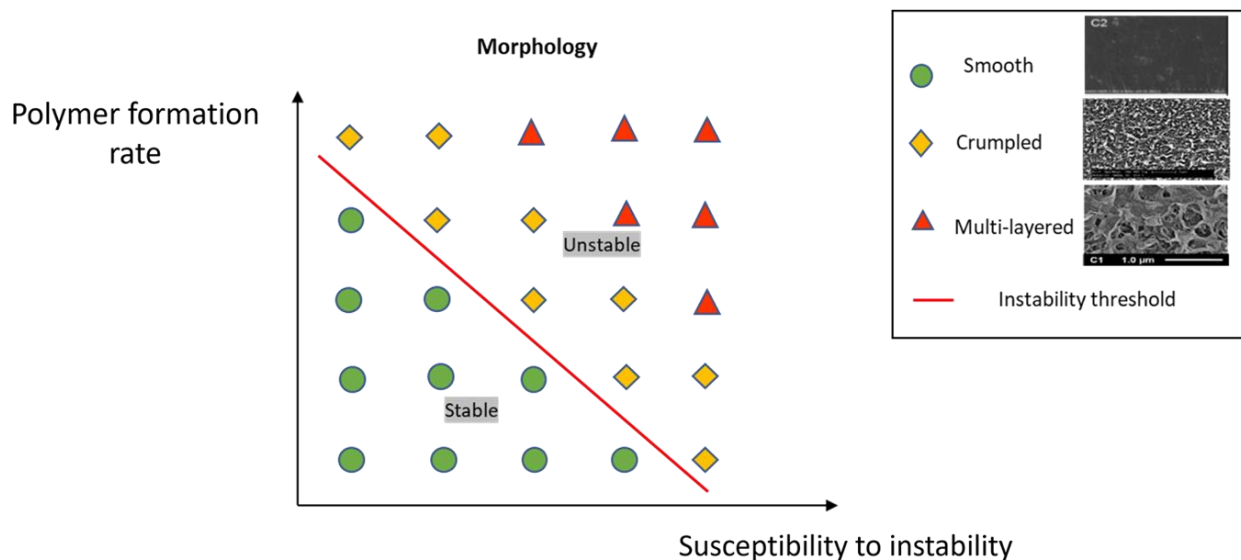 Morphology
Polymer formation
rate
Unstable
Stable
Susceptibility to instability
C2
Smooth
Crumpled
Multi-layered
C1 1.0 µm
Instability threshold